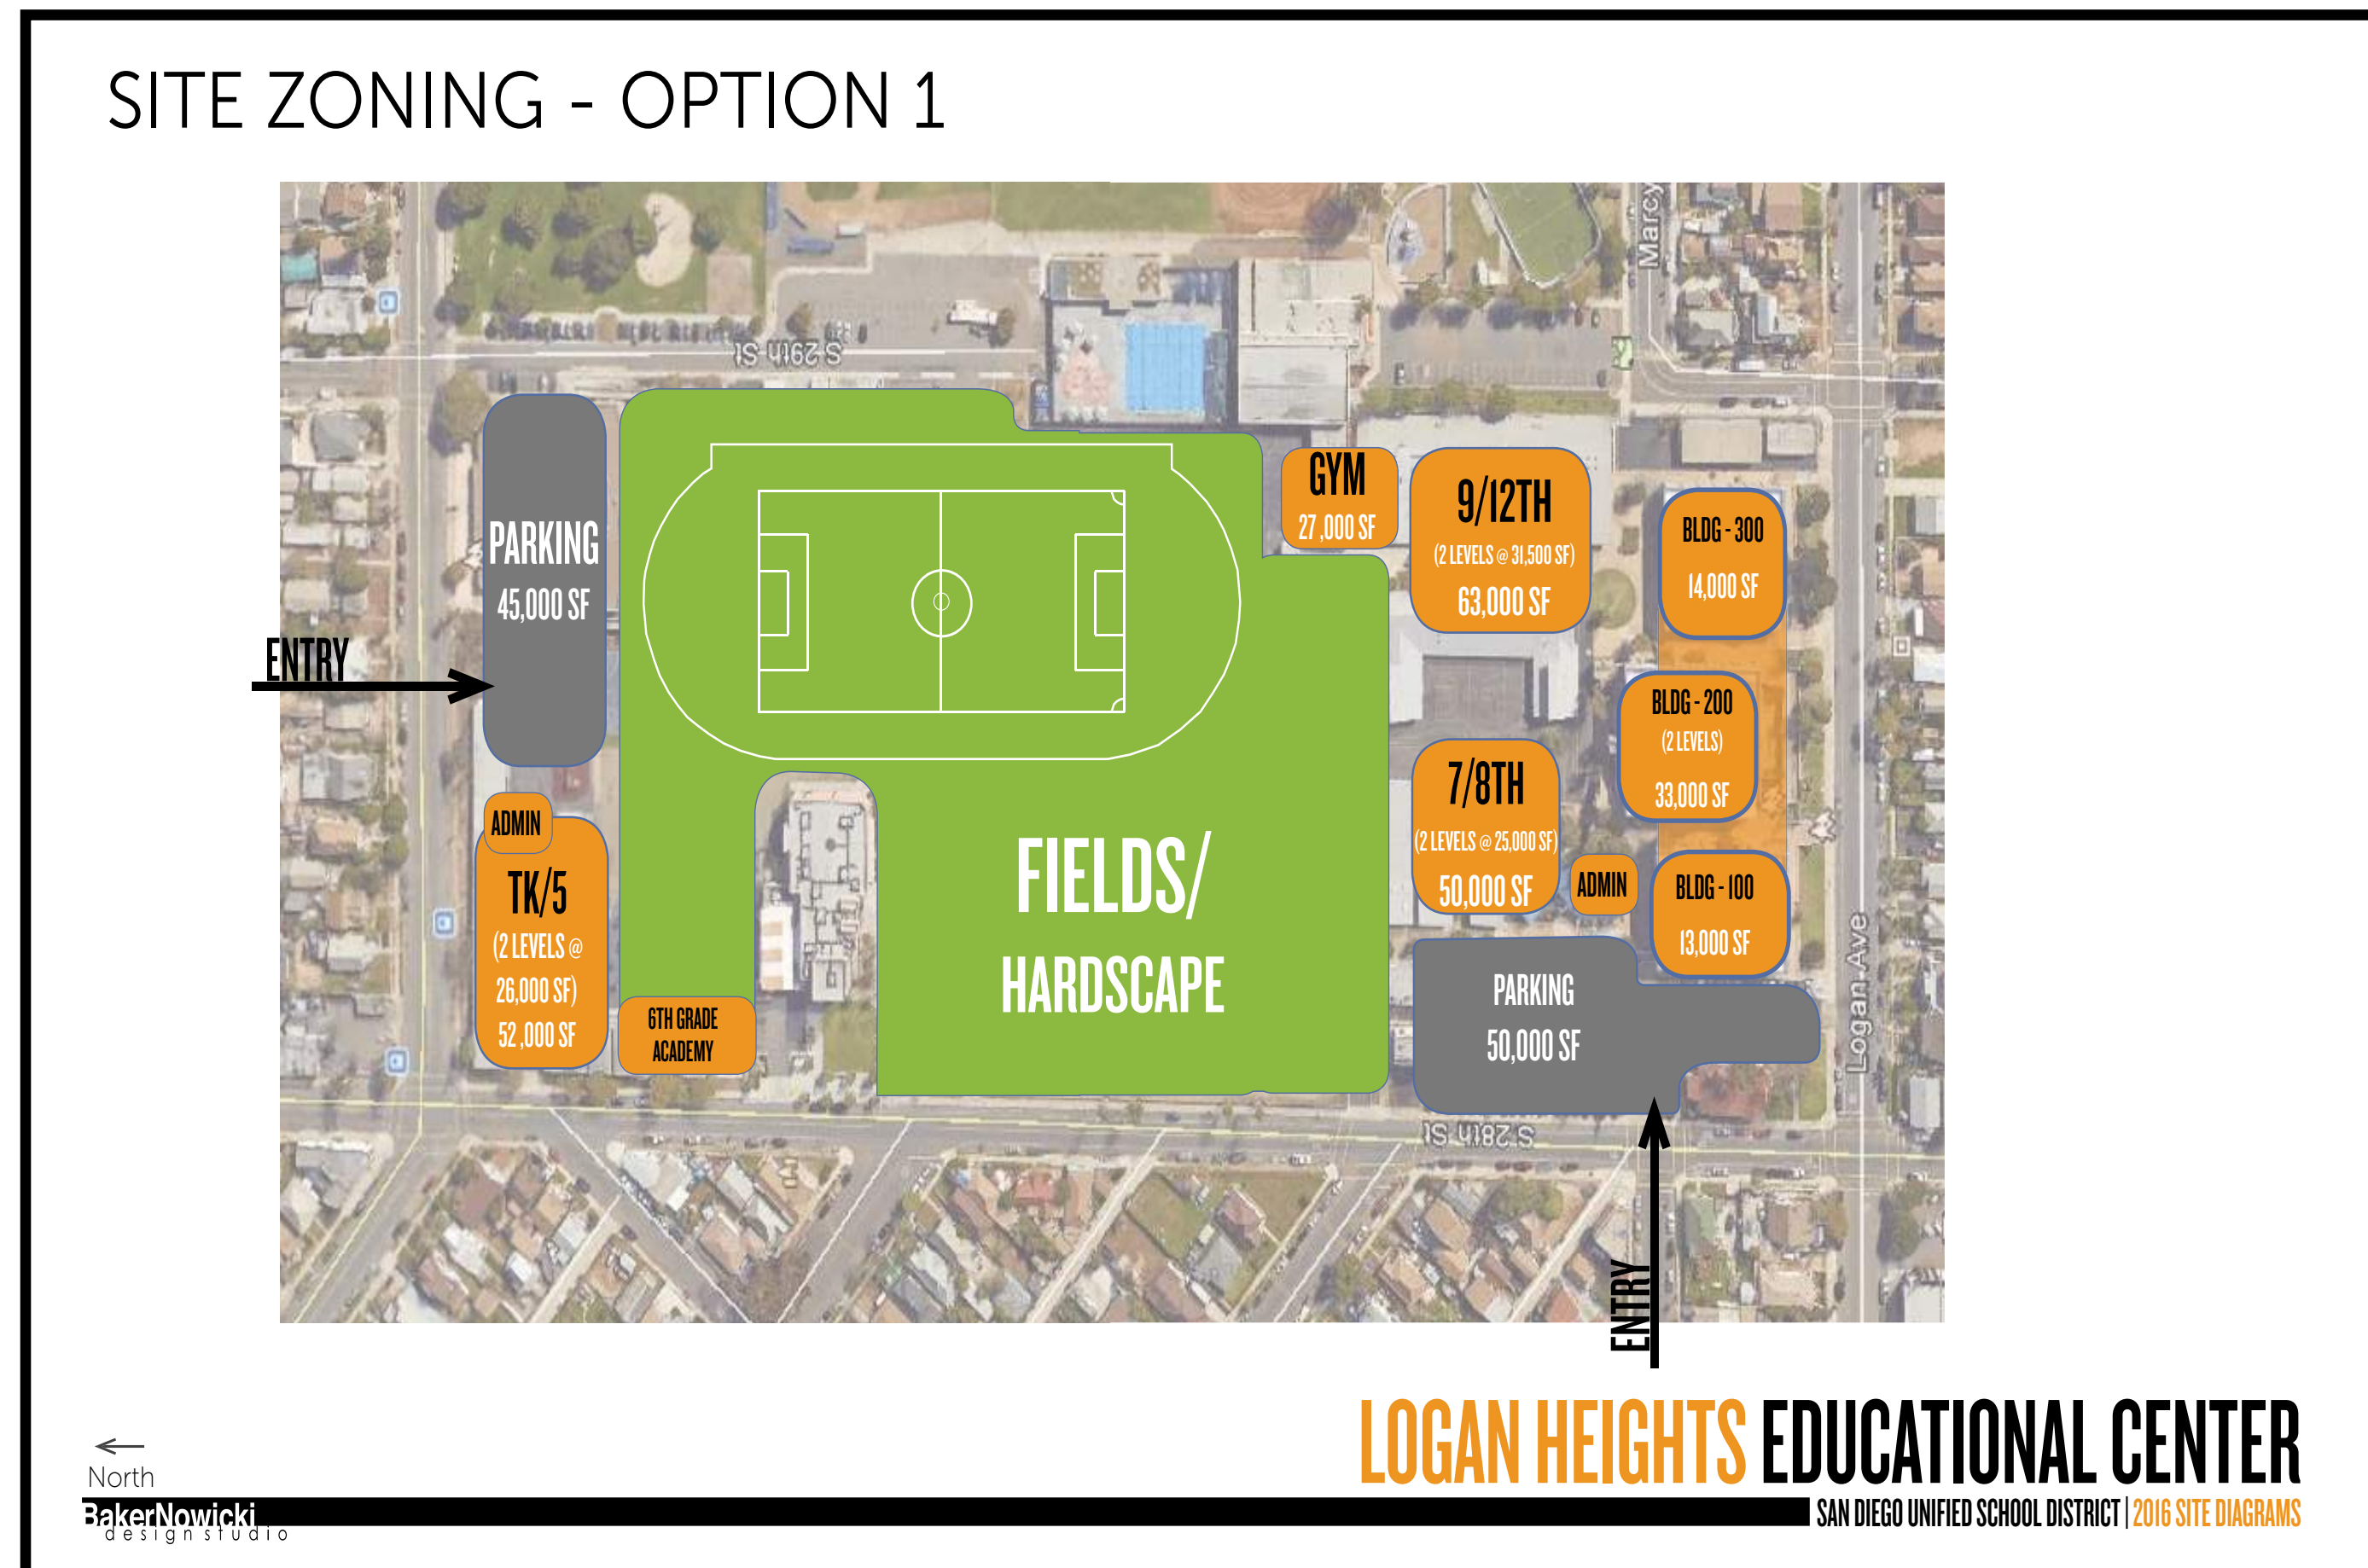 SITE ZONING - OPTION 1
Marcy
S 29th St
GYM
27,000 SF
9/12TH
(2 LEVELS @ 31,500 SF)
63,000 SF
BLDG - 300
14,000 SF
PARKING
45,000 SF
ENTRY
BLDG - 200
(2 LEVELS)
33,000 SF
7/8TH
(2 LEVELS @ 25,000 SF)
50,000 SF
ADMIN
TK/5
(2 LEVELS @
26,000 SF)
52,000 SF
FIELDS/
HARDSCAPE
ADMIN
BLDG - 100
13,000 SF
6TH GRADE
ACADEMY
PARKING
50,000 SF
Logan Ave
S 28th St
ENTRY
LOGAN HEIGHTS EDUCATIONAL CENTER
SAN DIEGO UNIFIED SCHOOL DISTRICT | 2016 SITE DIAGRAMS
North
BakerNowicki
design studio